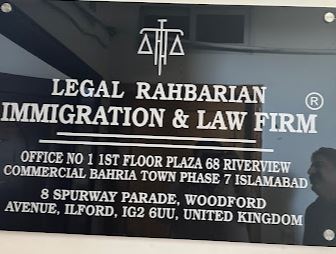 LEGAL RAHBARIAN
IMMIGRATION & LAW FIRM ®
OFFICE NO 1 1ST FLOOR PLAZA 68 RIVERVIEW
COMMERCIAL BAHRIA TOWN PHASE 7 ISLAMABAD
8 SPURWAY PARADE, WOODFORD
AVENUE, ILFORD, IG2 6UU, UNITED KINGDOM